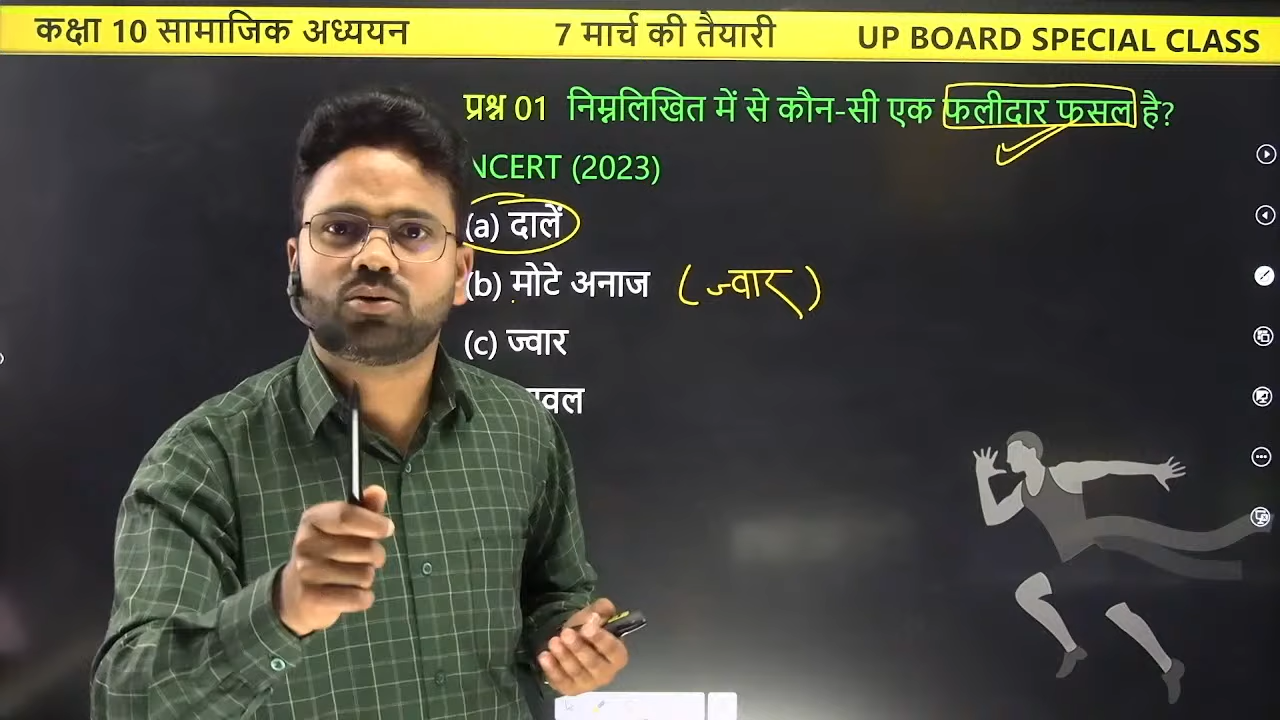 कक्षा 10 सामाजिक अध्ययन 7 मार्च की तैयारी UP BOARD SPECIAL CLASS
प्रश्न 01 निम्नलिखित में से कौन-सी एक फलीदार फसल है?
NCERT (2023)
(a) दालें
(b) मोटे अनाज (ज्वार)
(c) ज्वार